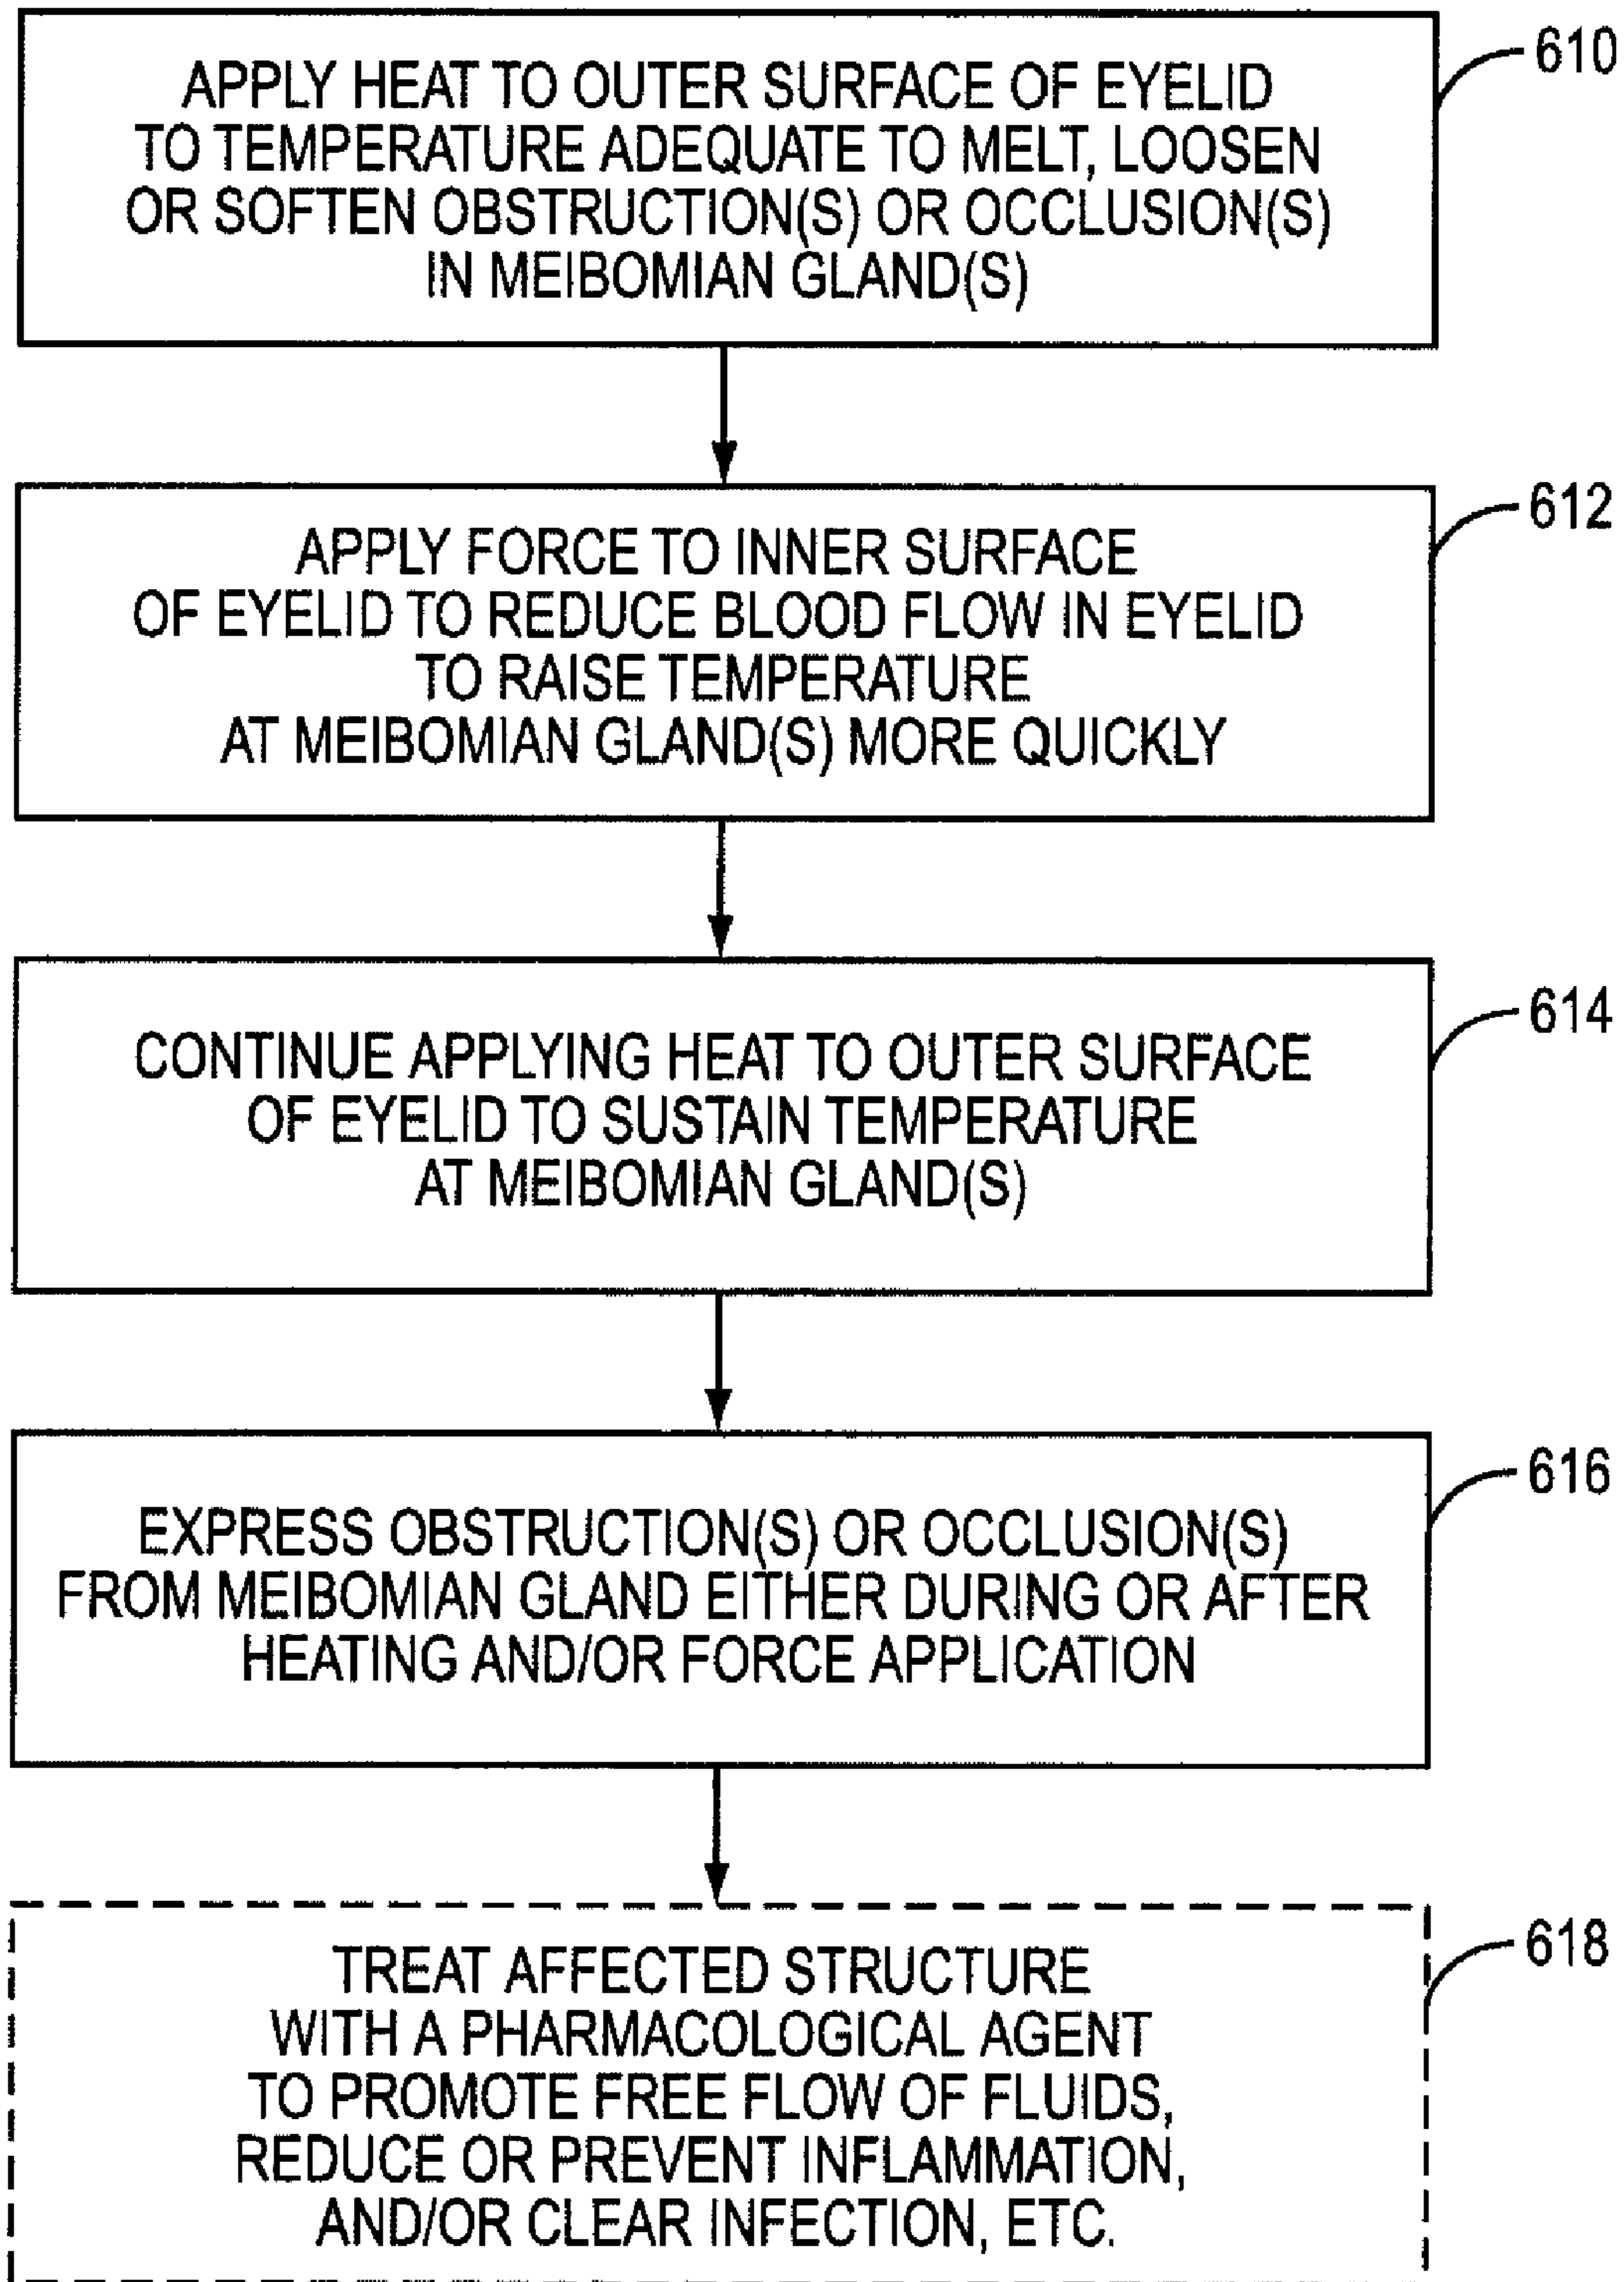 APPLY HEAT TO OUTER SURFACE OF EYELID
TO TEMPERATURE ADEQUATE TO MELT, LOOSEN
OR SOFTEN OBSTRUCTION(S) OR OCCLUSION(S)
IN MEIBOMIAN GLAND(S)
610
APPLY FORCE TO INNER SURFACE
OF EYELID TO REDUCE BLOOD FLOW IN EYELID
TO RAISE TEMPERATURE
AT MEIBOMIAN GLAND(S) MORE QUICKLY
612
CONTINUE APPLYING HEAT TO OUTER SURFACE
OF EYELID TO SUSTAIN TEMPERATURE
AT MEIBOMIAN GLAND(S)
614
EXPRESS OBSTRUCTION(S) OR OCCLUSION(S)
FROM MEIBOMIAN GLAND EITHER DURING OR AFTER
HEATING AND/OR FORCE APPLICATION
616
TREAT AFFECTED STRUCTURE
WITH A PHARMACOLOGICAL AGENT
TO PROMOTE FREE FLOW OF FLUIDS,
REDUCE OR PREVENT INFLAMMATION,
AND/OR CLEAR INFECTION, ETC.
618